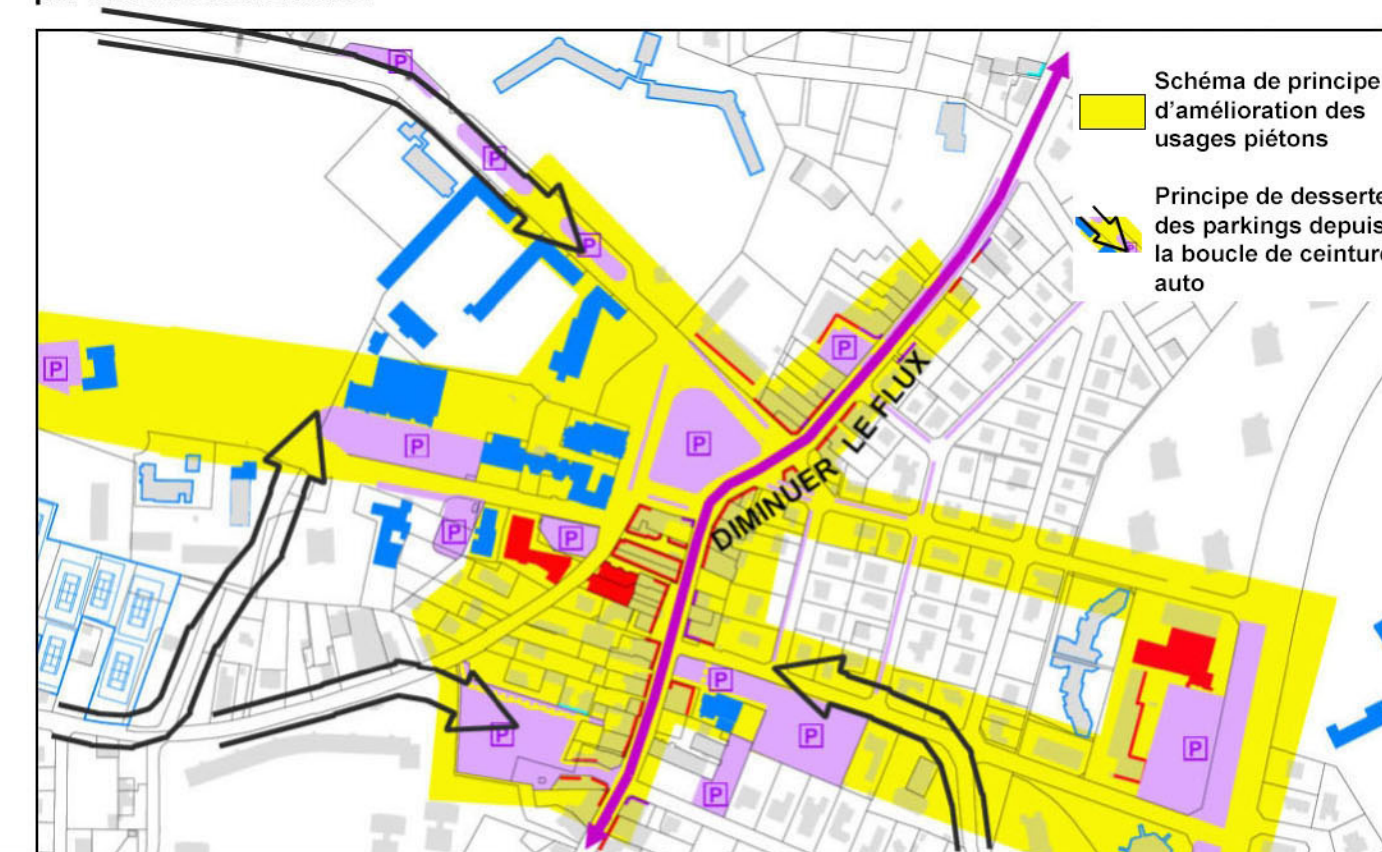 P
Schéma de principe
d'amélioration des
usages piétons
P
Principe de desserte
des parkings depuis
la boucle de ceinture
auto
P
P
P
P
P
P
DIMINUER LE FLUX
P
P
P
P
P
P
P